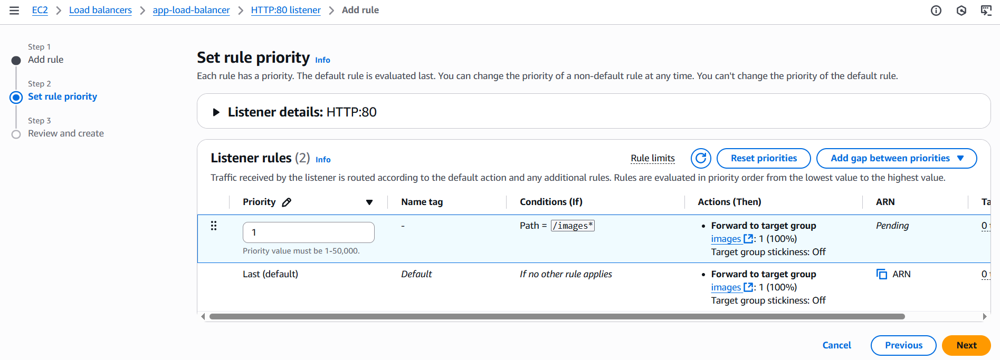 EC2 > Load balancers > app-load-balancer > HTTP:80 listener > Add rule
Step 1
Add rule
Step 2
Set rule priority
Step 3
Review and create
Set rule priority Info
Each rule has a priority. The default rule is evaluated last. You can change the priority of a non-default rule at any time. You can't change the priority of the default rule.
Listener details: HTTP:80
Listener rules (2) Info
Rule limits
Reset priorities
Add gap between priorities
Traffic received by the listener is routed according to the default action and any additional rules. Rules are evaluated in priority order from the lowest value to the highest value.
Priority Name tag Conditions (If) Actions (Then) ARN
1 - Path = /images* • Forward to target group Pending 0
images : 1 (100%)
Priority value must be 1-50,000. Target group stickiness: Off
Last (default) Default If no other rule applies • Forward to target group ARN 0
images : 1 (100%)
Target group stickiness: Off
Cancel Previous Next